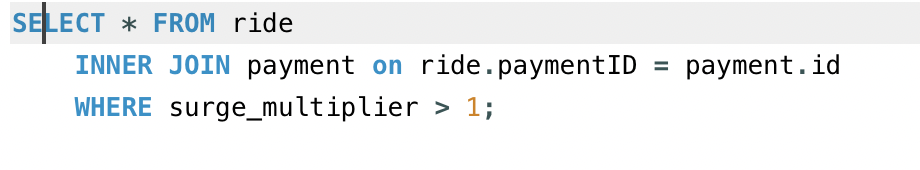 SELECT * FROM ride
INNER JOIN payment on ride.paymentID = payment.id
WHERE surge_multiplier > 1;